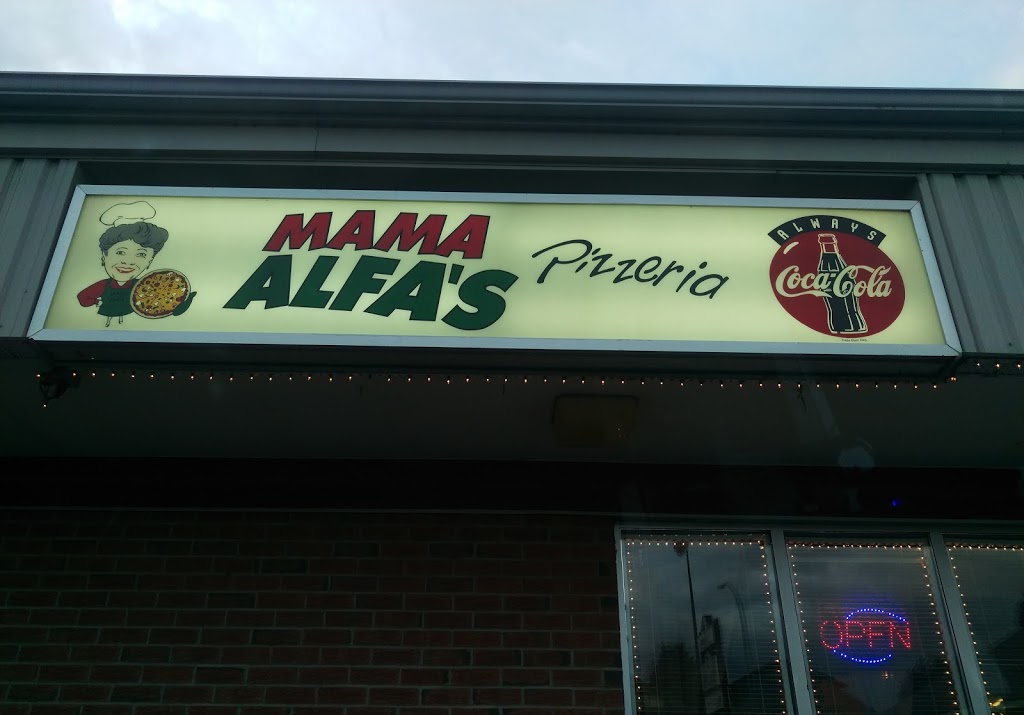 MAMA
ALFA'S
Pizzeria
ALWAYS
Coca-Cola
OPEN